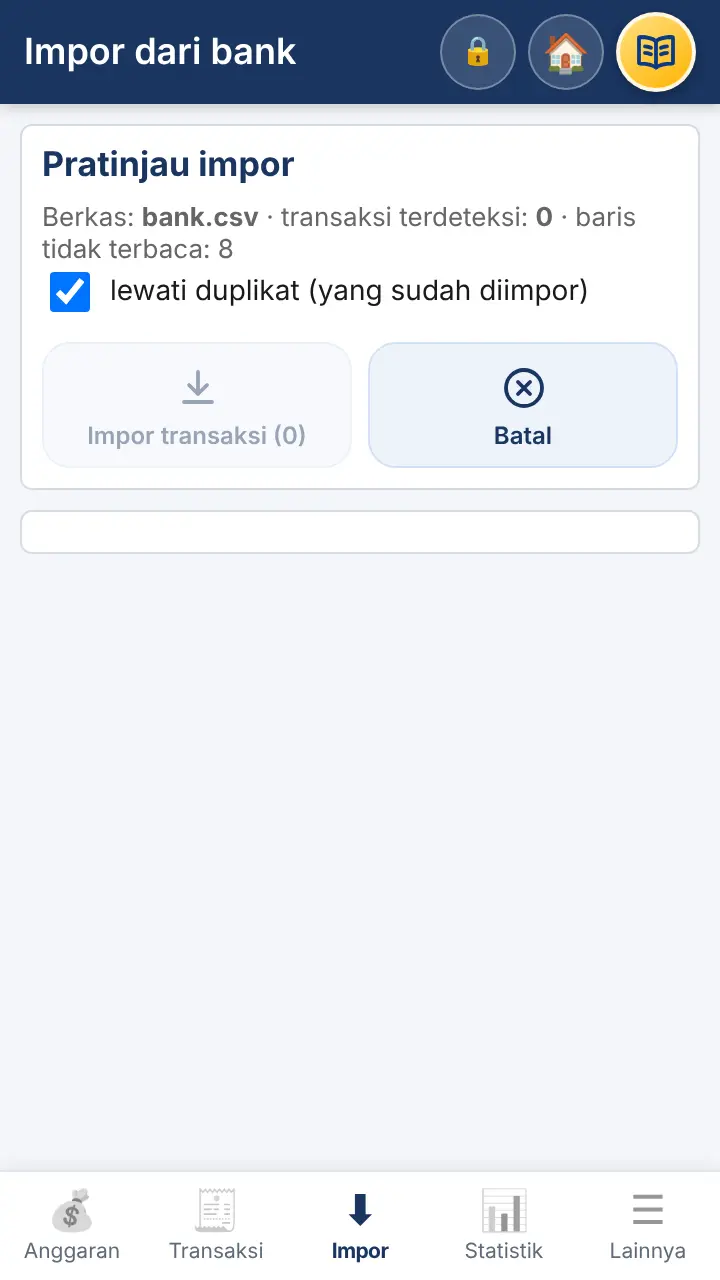 Impor dari bank
Pratinjau impor
Berkas: bank.csv · transaksi terdeteksi: 0 · baris
tidak terbaca: 8
lewati duplikat (yang sudah diimpor)
Impor transaksi (0)
Batal
Anggaran
Transaksi
Impor
Statistik
Lainnya